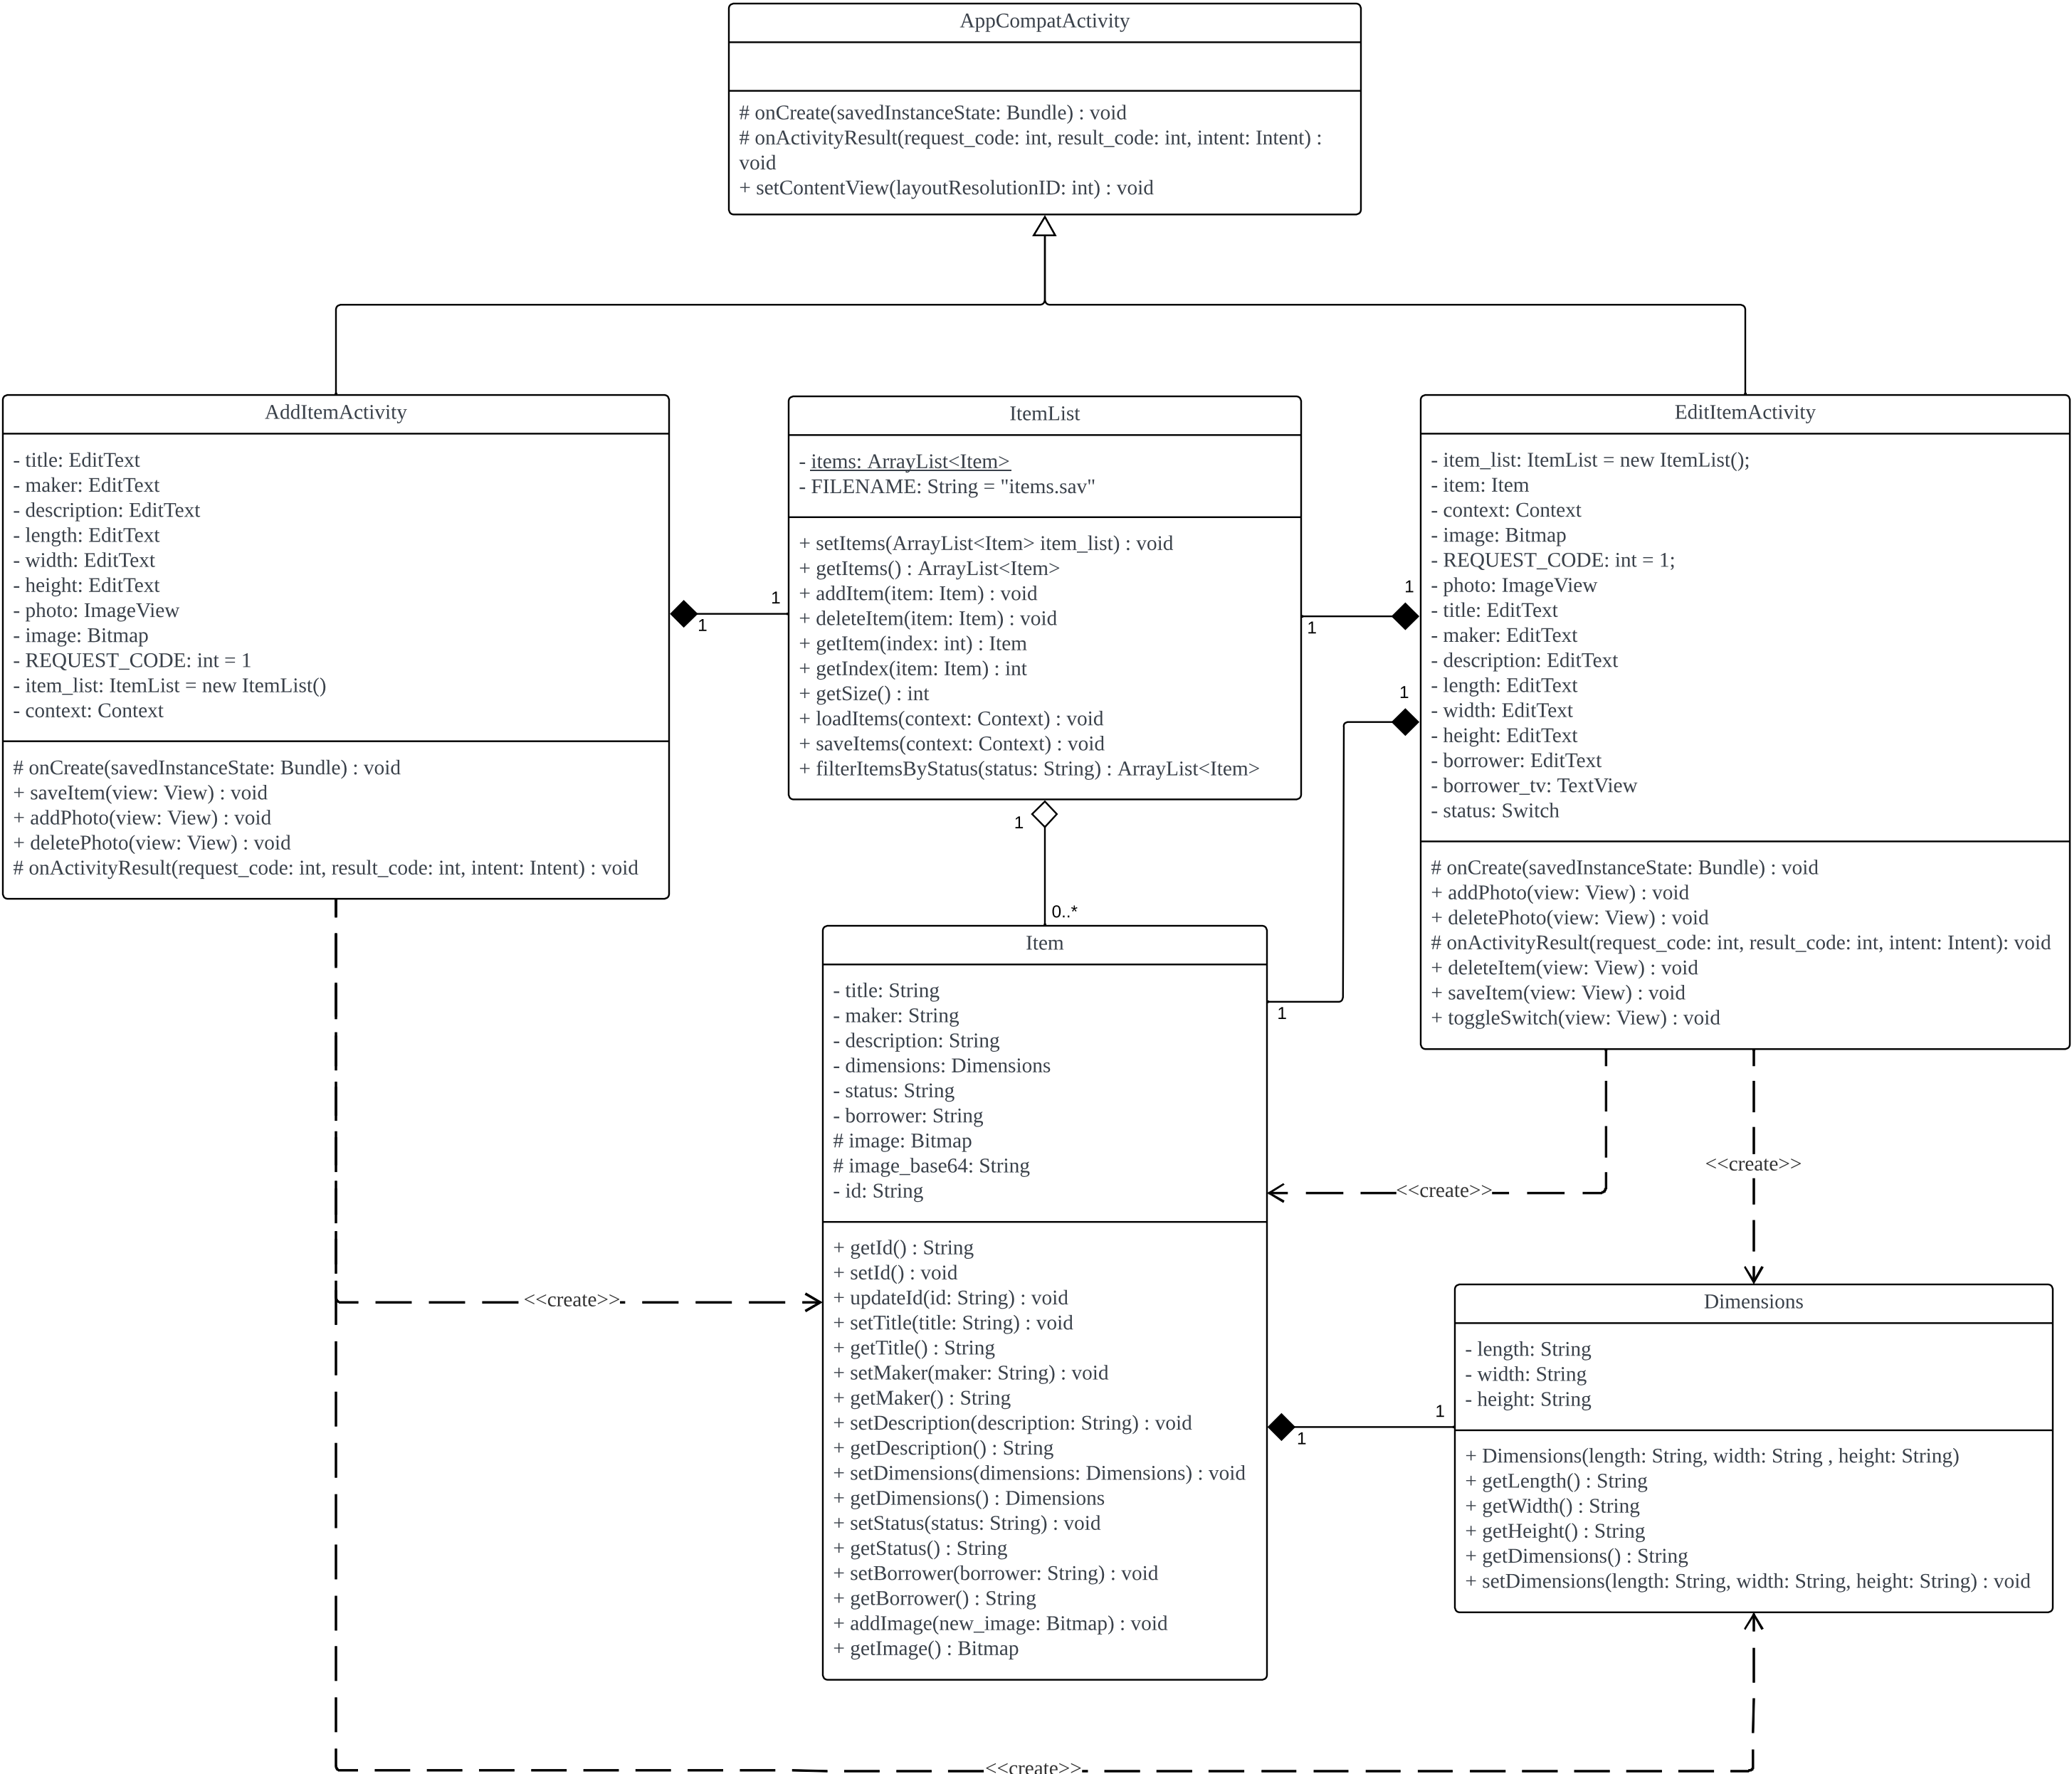 AppCompatActivity
# onCreate(savedInstanceState: Bundle) : void
# onActivityResult(request_code: int, result_code: int, intent: Intent) :
void
+ setContentView(layoutResolutionID: int) : void
AddItemActivity
- title: EditText
- maker: EditText
- description: EditText
- length: EditText
- width: EditText
- height: EditText
- photo: ImageView
- image: Bitmap
- REQUEST_CODE: int = 1
- item_list: ItemList = new ItemList()
- context: Context
# onCreate(savedInstanceState: Bundle) : void
+ saveItem(view: View) : void
+ addPhoto(view: View) : void
+ deletePhoto(view: View) : void
# onActivityResult(request_code: int, result_code: int, intent: Intent) : void
1
1
ItemList
- items: ArrayList<Item>
- FILENAME: String = "items.sav"
+ setItems(ArrayList<Item> item_list) : void
+ getItems() : ArrayList<Item>
+ addItem(item: Item) : void
+ deleteItem(item: Item) : void
+ getItem(index: int) : Item
+ getIndex(item: Item) : int
+ getSize() : int
+ loadItems(context: Context) : void
+ saveItems(context: Context) : void
+ filterItemsByStatus(status: String) : ArrayList<Item>
1
1
1
EditItemActivity
- item_list: ItemList = new ItemList();
- item: Item
- context: Context
- image: Bitmap
- REQUEST_CODE: int = 1;
- photo: ImageView
- title: EditText
- maker: EditText
- description: EditText
- length: EditText
- width: EditText
- height: EditText
- borrower: EditText
- borrower_tv: TextView
- status: Switch
# onCreate(savedInstanceState: Bundle) : void
+ addPhoto(view: View) : void
+ deletePhoto(view: View) : void
# onActivityResult(request_code: int, result_code: int, intent: Intent): void
+ deleteItem(view: View) : void
+ saveItem(view: View) : void
+ toggleSwitch(view: View) : void
1
0..*
Item
- title: String
- maker: String
- description: String
- dimensions: Dimensions
- status: String
- borrower: String
# image: Bitmap
# image_base64: String
- id: String
+ getId() : String
+ setId() : void
+ updateId(id: String) : void
+ setTitle(title: String) : void
+ getTitle() : String
+ setMaker(maker: String) : void
+ getMaker() : String
+ setDescription(description: String) : void
+ getDescription() : String
+ setDimensions(dimensions: Dimensions) : void
+ getDimensions() : Dimensions
+ setStatus(status: String) : void
+ getStatus() : String
+ setBorrower(borrower: String) : void
+ getBorrower() : String
+ addImage(new_image: Bitmap) : void
+ getImage() : Bitmap
1
<<create>>
<<create>>
<<create>>
1
1
Dimensions
- length: String
- width: String
- height: String
+ Dimensions(length: String, width: String , height: String)
+ getLength() : String
+ getWidth() : String
+ getHeight() : String
+ getDimensions() : String
+ setDimensions(length: String, width: String, height: String) : void
<<create>>